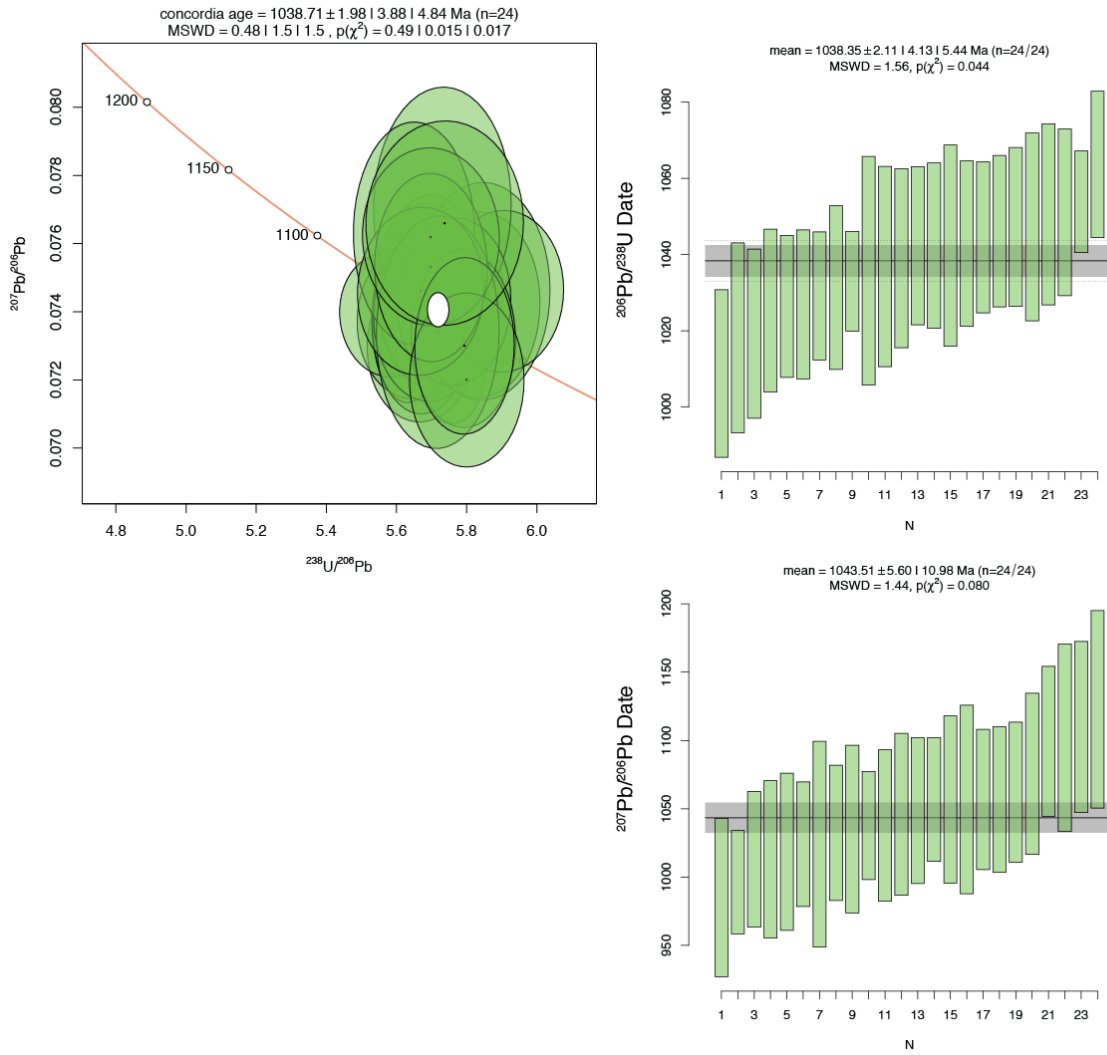 concordia age = 1038.71 ± 1.98 | 3.88 | 4.84 Ma (n=24)
MSWD = 0.48 | 1.5 | 1.5 , p(χ²) = 0.49 | 0.015 | 0.017
1200
1150
1100
0.080
0.078
0.076
0.074
0.072
0.070
²⁰⁷Pb/²⁰⁶Pb
4.8 5.0 5.2 5.4 5.6 5.8 6.0
²³⁸U/²⁰⁶Pb
mean = 1038.35 ± 2.11 | 4.13 | 5.44 Ma (n=24/24)
MSWD = 1.56, p(χ²) = 0.044
1080
1060
1040
1020
1000
²⁰⁶Pb/²³⁸U Date
1 3 5 7 9 11 13 15 17 19 21 23
N
mean = 1043.51 ± 5.60 | 10.98 Ma (n=24/24)
MSWD = 1.44, p(χ²) = 0.080
1200
1150
1100
1050
1000
950
²⁰⁷Pb/²⁰⁶Pb Date
1 3 5 7 9 11 13 15 17 19 21 23
N